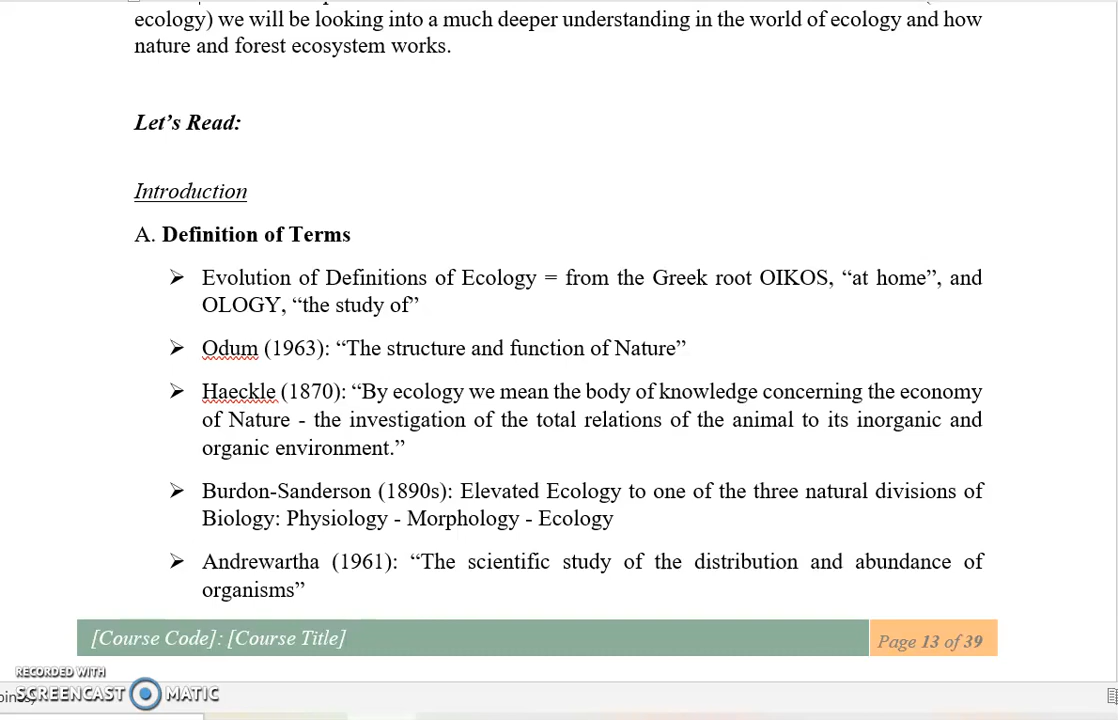 ecology) we will be looking into a much deeper understanding in the world of ecology and how
nature and forest ecosystem works.
Let’s Read:
Introduction
A. Definition of Terms
➢ Evolution of Definitions of Ecology = from the Greek root OIKOS, “at home”, and
OLOGY, “the study of”
➢ Odum (1963): “The structure and function of Nature”
➢ Haeckle (1870): “By ecology we mean the body of knowledge concerning the economy
of Nature - the investigation of the total relations of the animal to its inorganic and
organic environment.”
➢ Burdon-Sanderson (1890s): Elevated Ecology to one of the three natural divisions of
Biology: Physiology - Morphology - Ecology
➢ Andrewartha (1961): “The scientific study of the distribution and abundance of
organisms”
[Course Code]: [Course Title]
Page 13 of 39
RECORDED WITH
SCREENCAST MATIC